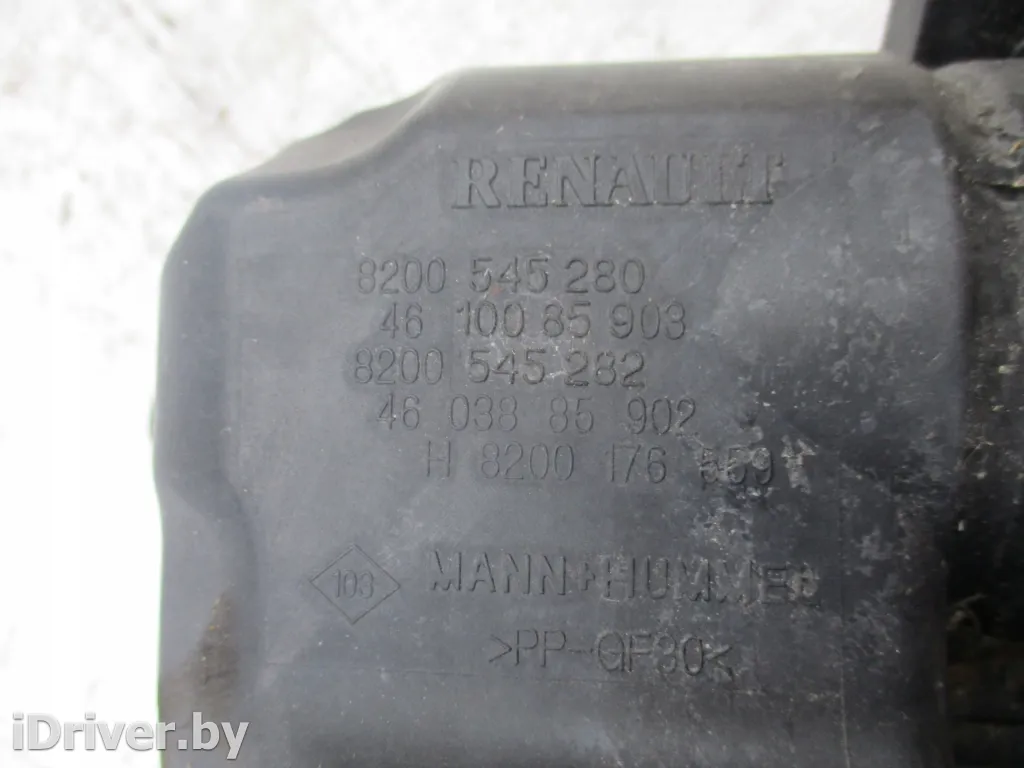 RENAULT
8200 545 280
46 100 85 903
8200 545 282
46 038 85 902
H 8200 176 559
103
MANN+HUMMEL
>PP-GF30<
iDriver.by